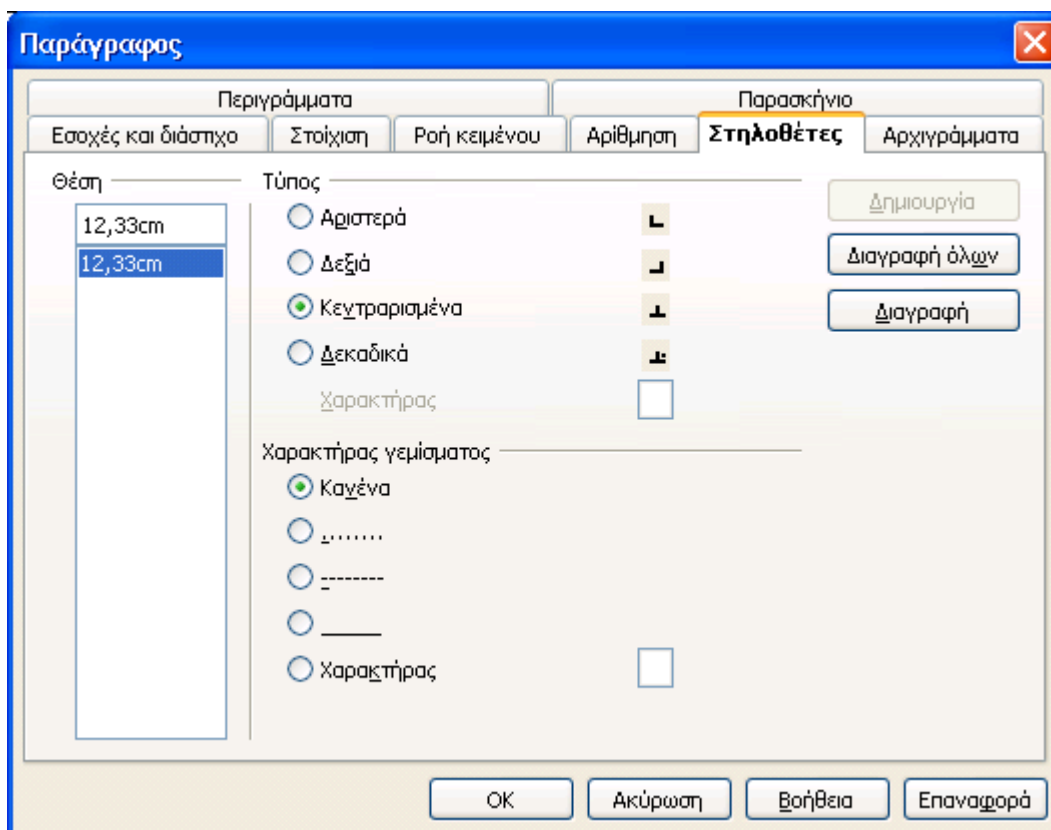 Παράγραφος
Περιγράμματα Παρασκήνιο
Εσοχές και διάστιχο Στοίχιση Ροή κειμένου Αρίθμηση Στηλοθέτες Αρχιγράμματα
Θέση Τύπος
12,33cm Αριστερά Δημιουργία
12,33cm Δεξιά Διαγραφή όλων
Κεντραρισμένα Διαγραφή
Δεκαδικά
Χαρακτήρας
Χαρακτήρας γεμίσματος
Κανένα
........
--------
______
Χαρακτήρας
OK Ακύρωση Βοήθεια Επαναφορά